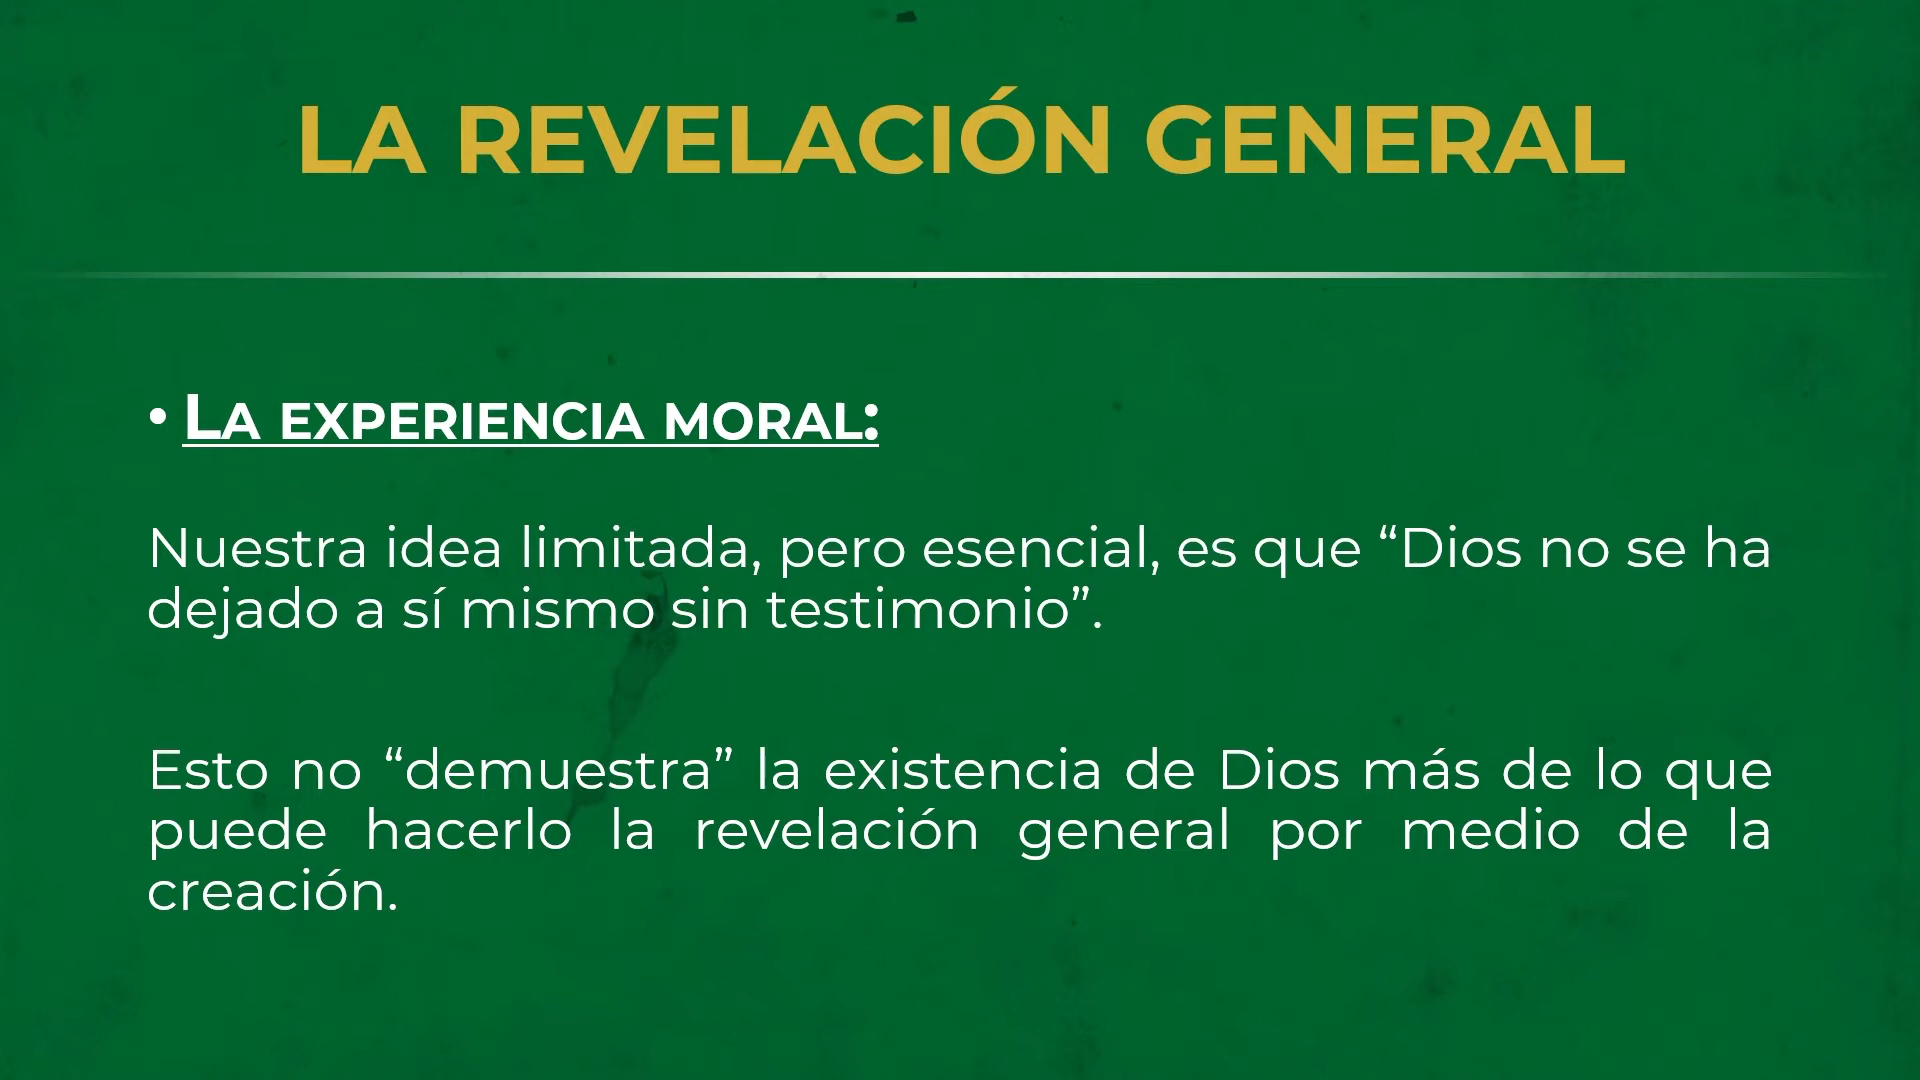 LA REVELACIÓN GENERAL
• LA EXPERIENCIA MORAL:
Nuestra idea limitada, pero esencial, es que “Dios no se ha
dejado a sí mismo sin testimonio”.
Esto no “demuestra” la existencia de Dios más de lo que
puede hacerlo la revelación general por medio de la
creación.